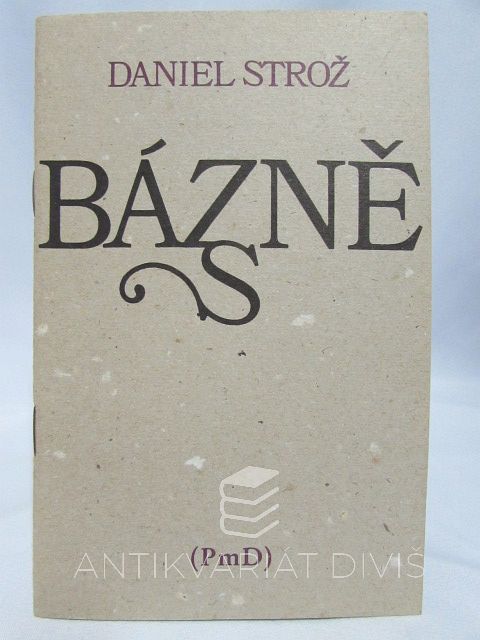 DANIEL STROŽ
BÁZNĚ
S
(PmD)
ANTIKVARIÁT DIVIŠ